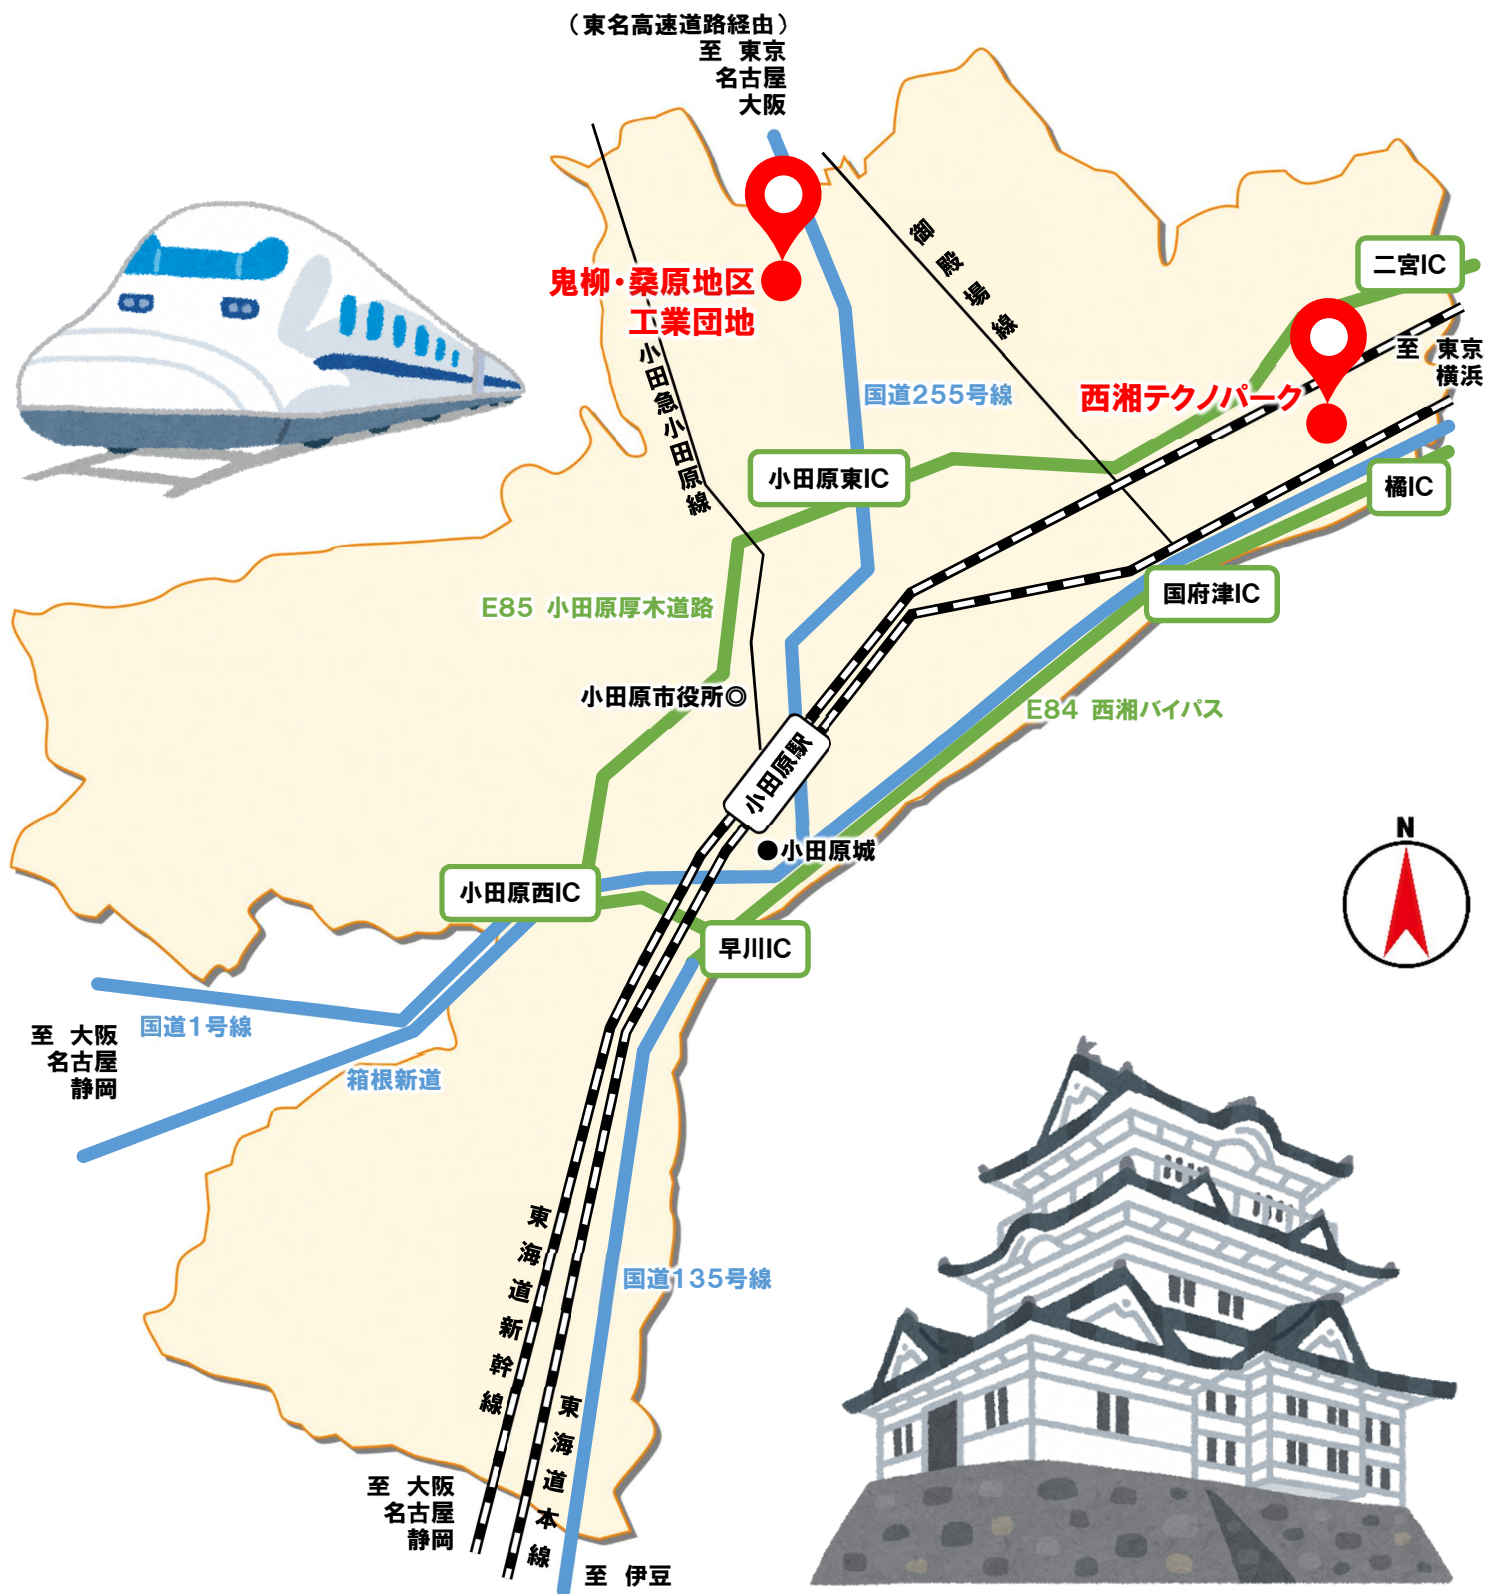 （東名高速道路経由）
至 東京
名古屋
大阪
御殿場線
二宮IC
鬼柳・桑原地区
工業団地
至 東京
横浜
小田急小田原線
国道255号線
西湘テクノパーク
小田原東IC
橘IC
国府津IC
E85 小田原厚木道路
小田原市役所◎
E84 西湘バイパス
小田原駅
N
●小田原城
小田原西IC
早川IC
国道1号線
至 大阪
名古屋
静岡
箱根新道
東海道新幹線
国道135号線
東海道本線
至 大阪
名古屋
静岡
至 伊豆